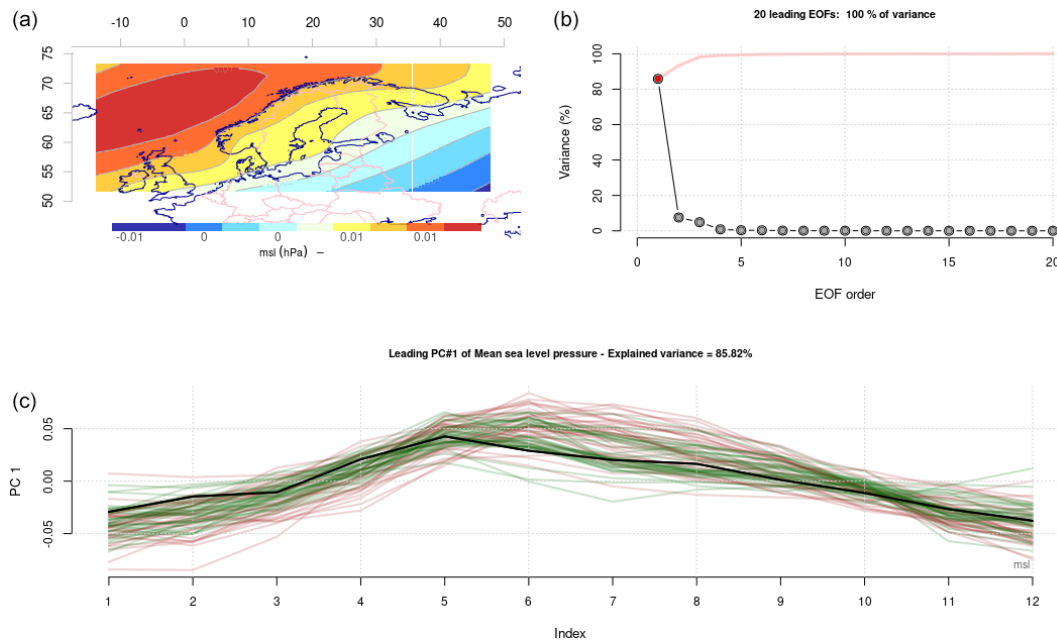 (a)
-10 0 10 20 30 40 50
75
70
65
60
55
50
-0.01 0 0 0.01 0.01
msl (hPa) –
(b)
20 leading EOFs: 100 % of variance
Variance (%)
100
80
60
40
20
0
0 5 10 15 20
EOF order
Leading PC#1 of Mean sea level pressure - Explained variance = 85.82%
(c)
PC 1
0.05
0.00
-0.05
msl
1 2 3 4 5 6 7 8 9 10 11 12
Index